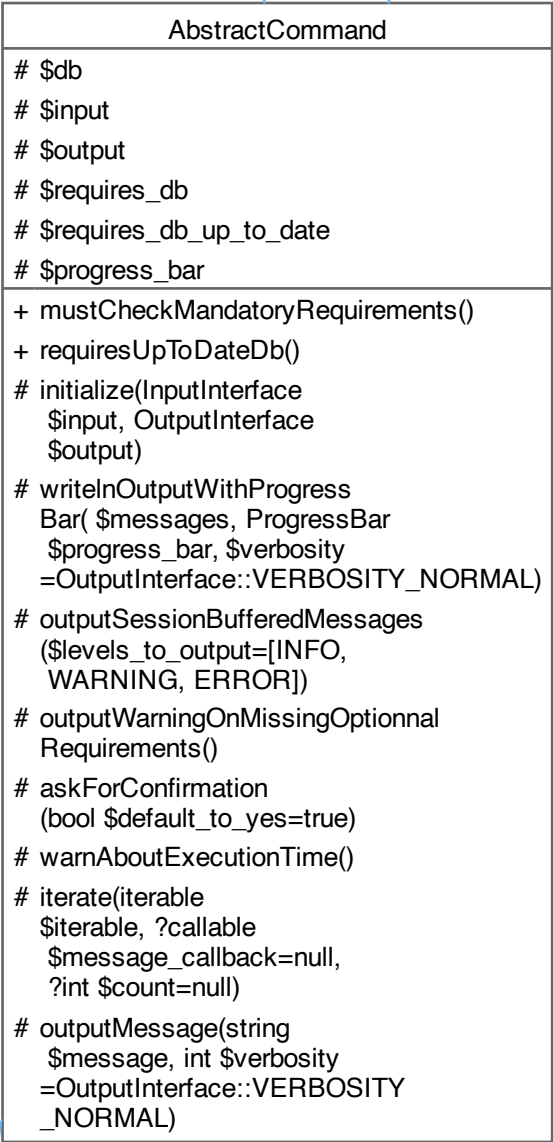 AbstractCommand
# $db
# $input
# $output
# $requires_db
# $requires_db_up_to_date
# $progress_bar
+ mustCheckMandatoryRequirements()
+ requiresUpToDateDb()
# initialize(InputInterface
$input, OutputInterface
$output)
# writelnOutputWithProgress
Bar( $messages, ProgressBar
$progress_bar, $verbosity
=OutputInterface::VERBOSITY_NORMAL)
# outputSessionBufferedMessages
($levels_to_output=[INFO,
WARNING, ERROR])
# outputWarningOnMissingOptionnal
Requirements()
# askForConfirmation
(bool $default_to_yes=true)
# warnAboutExecutionTime()
# iterate(iterable
$iterable, ?callable
$message_callback=null,
?int $count=null)
# outputMessage(string
$message, int $verbosity
=OutputInterface::VERBOSITY
_NORMAL)